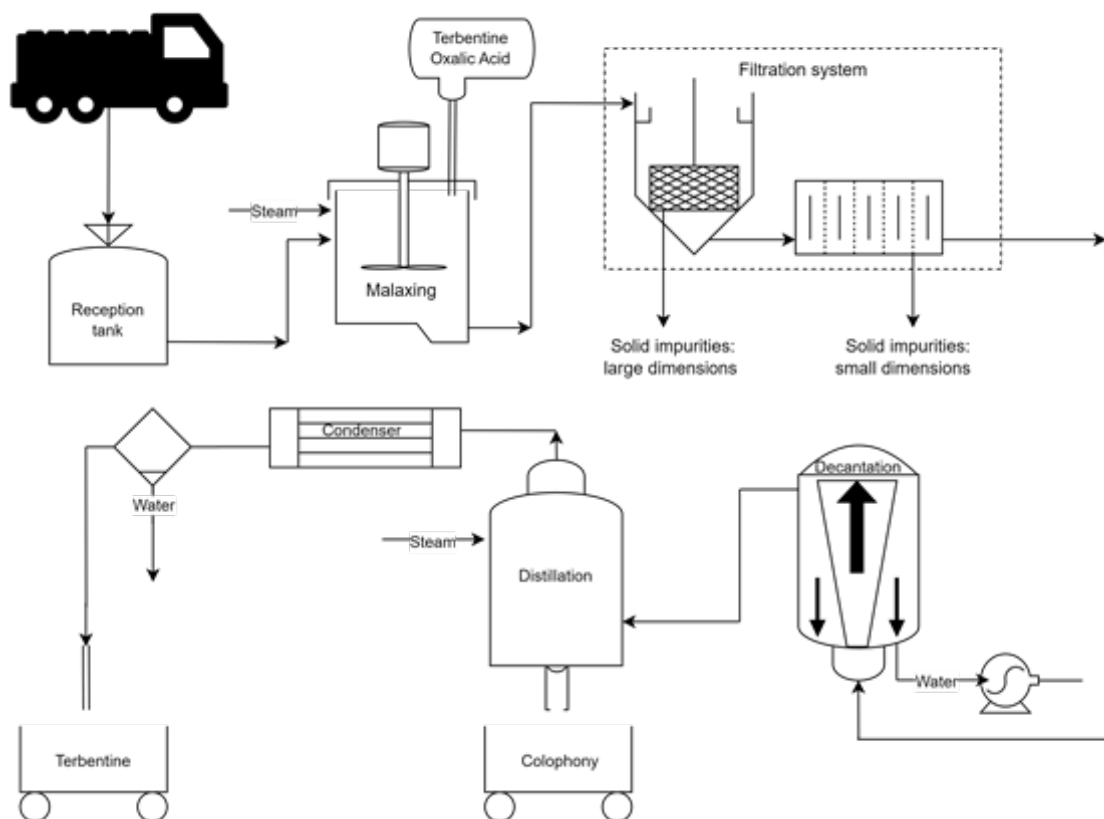 Terbentine
Oxalic Acid
Filtration system
Steam
Malaxing
Reception
tank
Solid impurities:
large dimensions
Solid impurities:
small dimensions
Condenser
Decantation
Water
Steam
Distillation
Water
Terbentine
Colophony